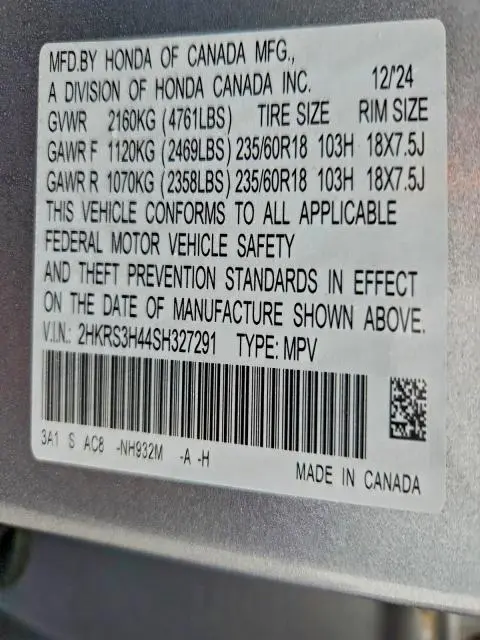 MFD.BY HONDA OF CANADA MFG.,
A DIVISION OF HONDA CANADA INC. 12/'24
GVWR 2160KG (4761LBS) TIRE SIZE RIM SIZE
GAWR F 1120KG (2469LBS) 235/60R18 103H 18X7.5J
GAWR R 1070KG (2358LBS) 235/60R18 103H 18X7.5J
THIS VEHICLE CONFORMS TO ALL APPLICABLE
FEDERAL MOTOR VEHICLE SAFETY
AND THEFT PREVENTION STANDARDS IN EFFECT
ON THE DATE OF MANUFACTURE SHOWN ABOVE.
V.I.N.: 2HKRS3H44SH327291 TYPE: MPV
3A1 S AC8 -NH932M -A -H
MADE IN CANADA